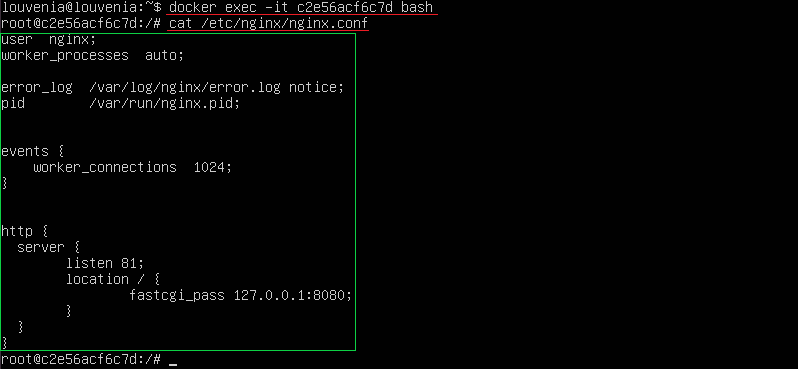 louvenia@louvenia:~$ docker exec -it c2e56acf6c7d bash
root@c2e56acf6c7d:/# cat /etc/nginx/nginx.conf
user  nginx;
worker_processes  auto;
error_log  /var/log/nginx/error.log notice;
pid        /var/run/nginx.pid;
events {
    worker_connections  1024;
}
http {
  server {
        listen 81;
        location / {
                fastcgi_pass 127.0.0.1:8080;
        }
  }
}
root@c2e56acf6c7d:/# _